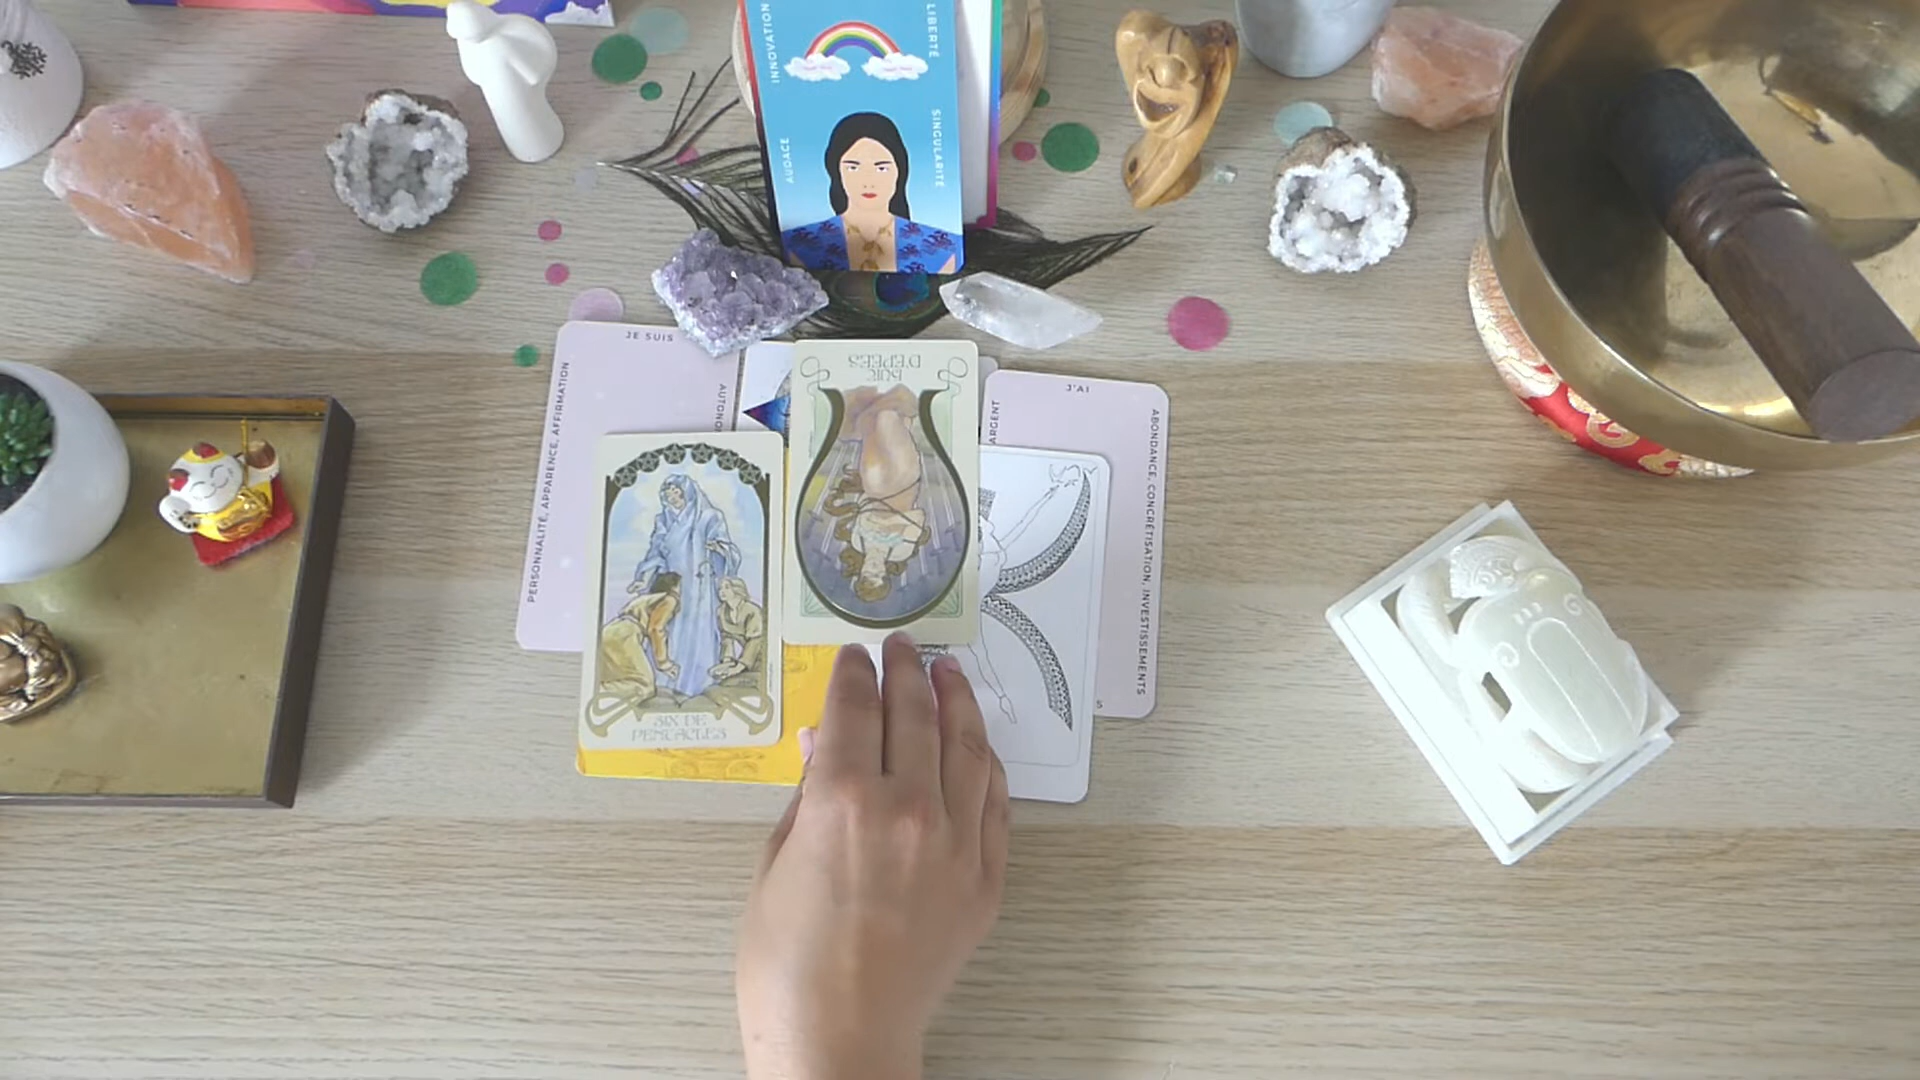 INNOVATION
LIBERTÉ
AUDACE
SINGULARITÉ
JE SUIS
PERSONNALITÉ, APPARENCE, AFFIRMATION
HUIT
D'ÉPÉES
J'AI
ARGENT
ABONDANCE, CONCRÉTISATION, INVESTISSEMENTS
SIX DE
PENTACLES